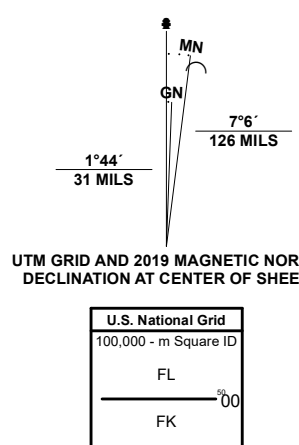 MN
GN
7°6´
126 MILS
1°44´
31 MILS
UTM GRID AND 2019 MAGNETIC NOR
DECLINATION AT CENTER OF SHEE
U.S. National Grid
100,000 - m Square ID
FL
50
00
FK